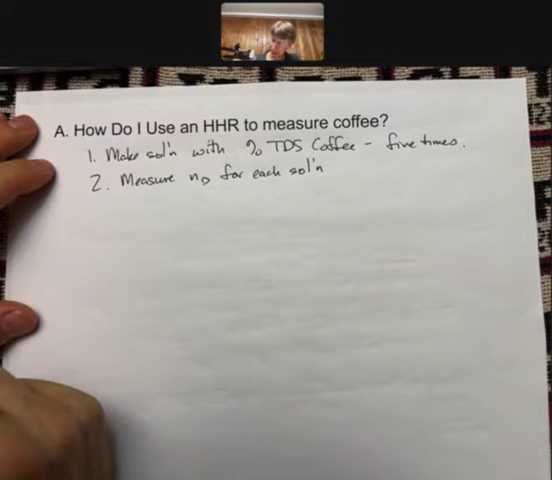 A. How Do I Use an HHR to measure coffee?
1. Make sol'n with % TDS Coffee - five times.
2. Measure nD for each sol'n